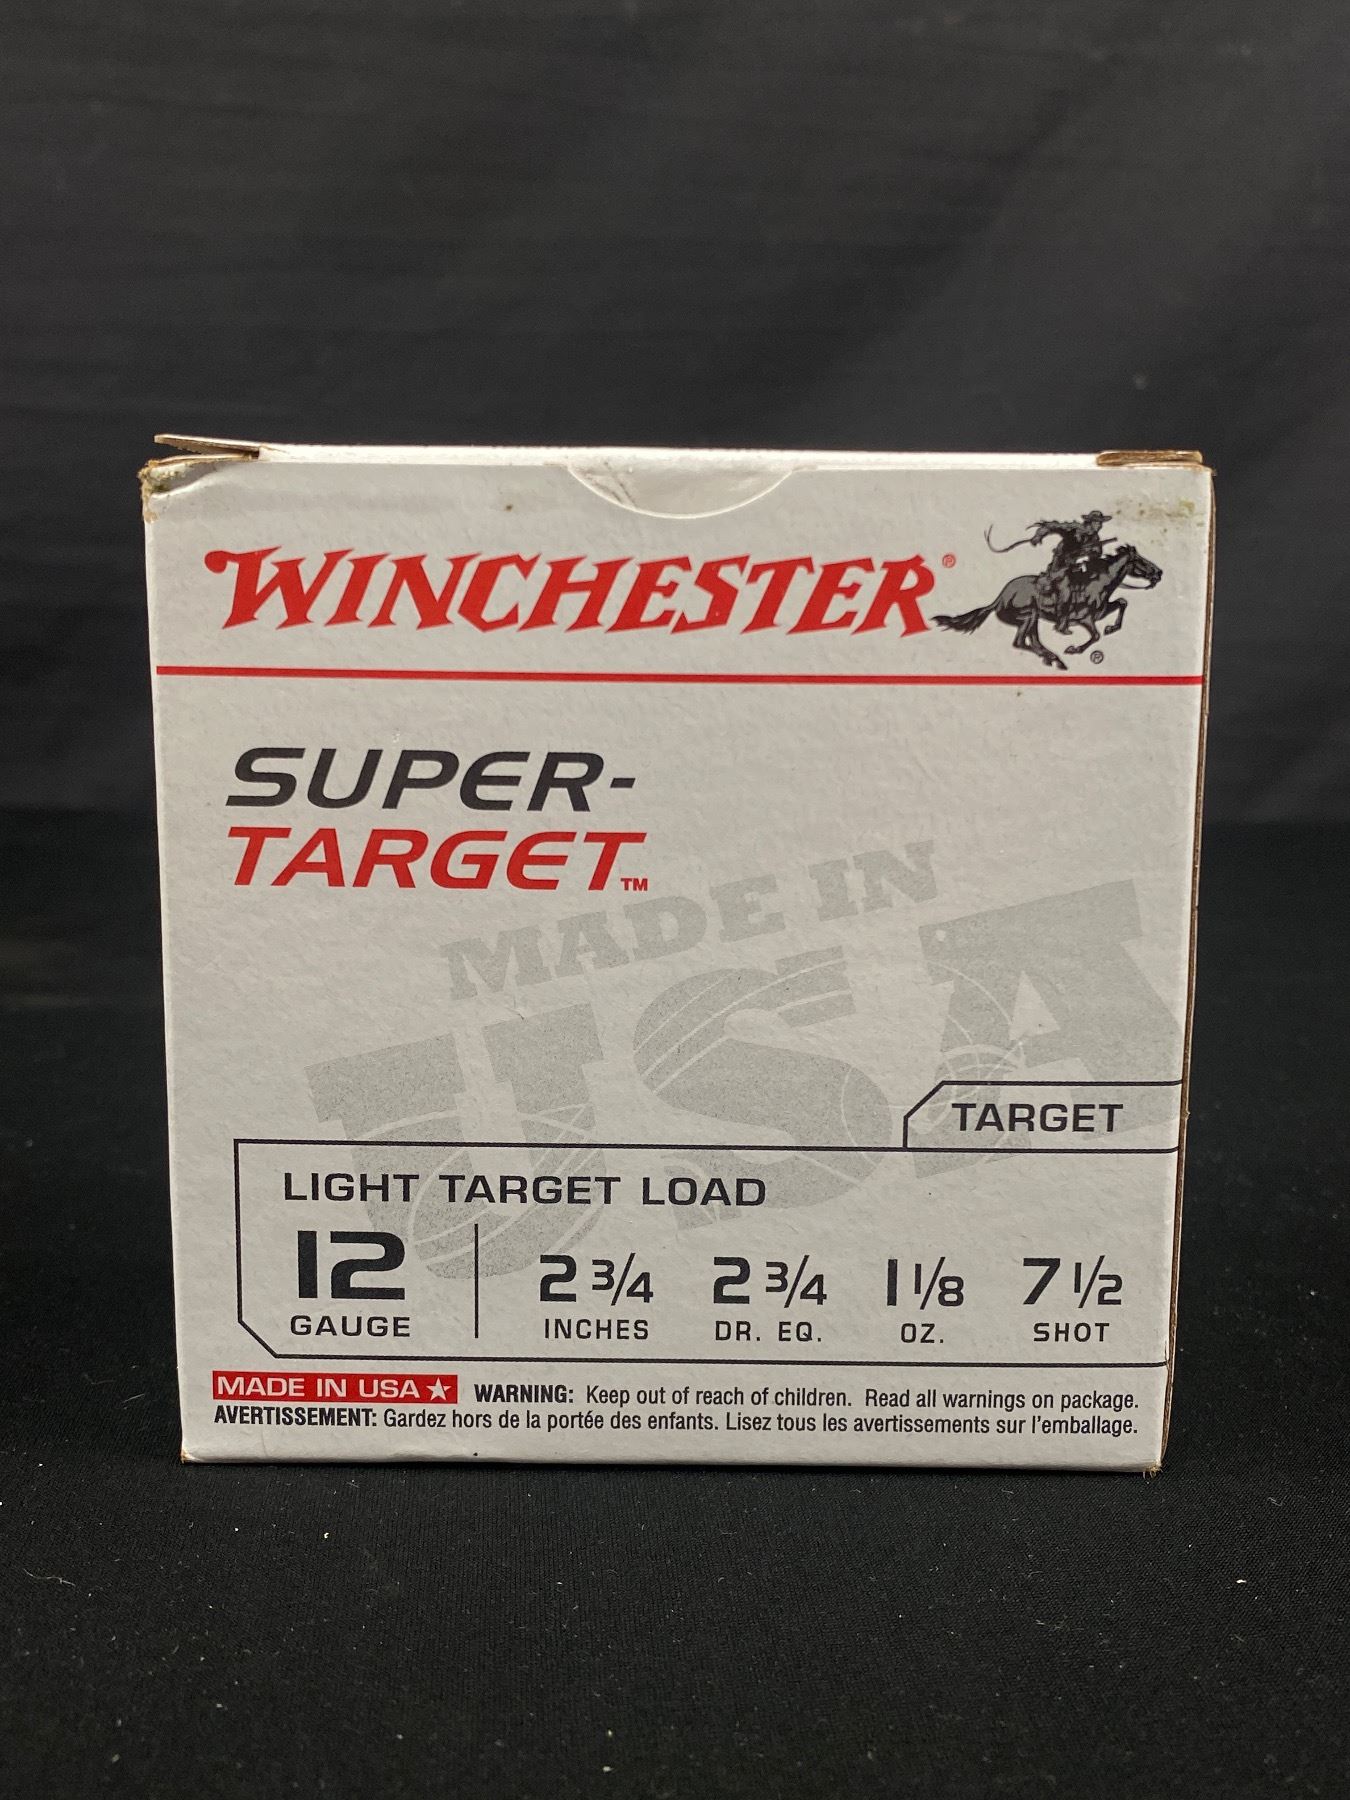 WINCHESTER®
®
SUPER-
TARGET™
MADE IN
USA
TARGET
LIGHT TARGET LOAD
12 2 3/4 2 3/4 1 1/8 7 1/2
GAUGE INCHES DR. EQ. OZ. SHOT
MADE IN USA ★ WARNING: Keep out of reach of children. Read all warnings on package.
AVERTISSEMENT: Gardez hors de la portée des enfants. Lisez tous les avertissements sur l'emballage.